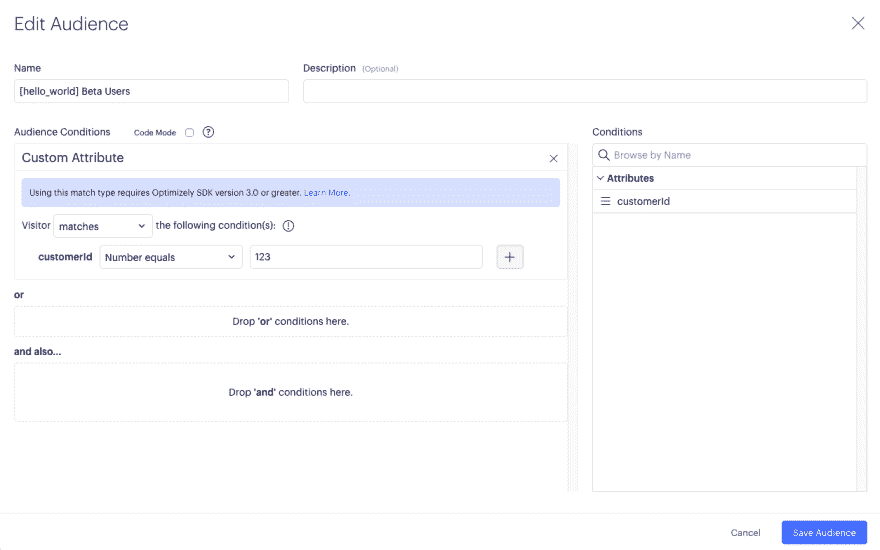 Edit Audience
Name
Description (Optional)
[hello_world] Beta Users
Audience Conditions Code Mode ?
Conditions
Custom Attribute
Browse by Name
Using this match type requires Optimizely SDK version 3.0 or greater. Learn More.
Attributes
customerId
Visitor matches the following condition(s): !
customerId Number equals 123 +
or
Drop 'or' conditions here.
and also...
Drop 'and' conditions here.
Cancel Save Audience